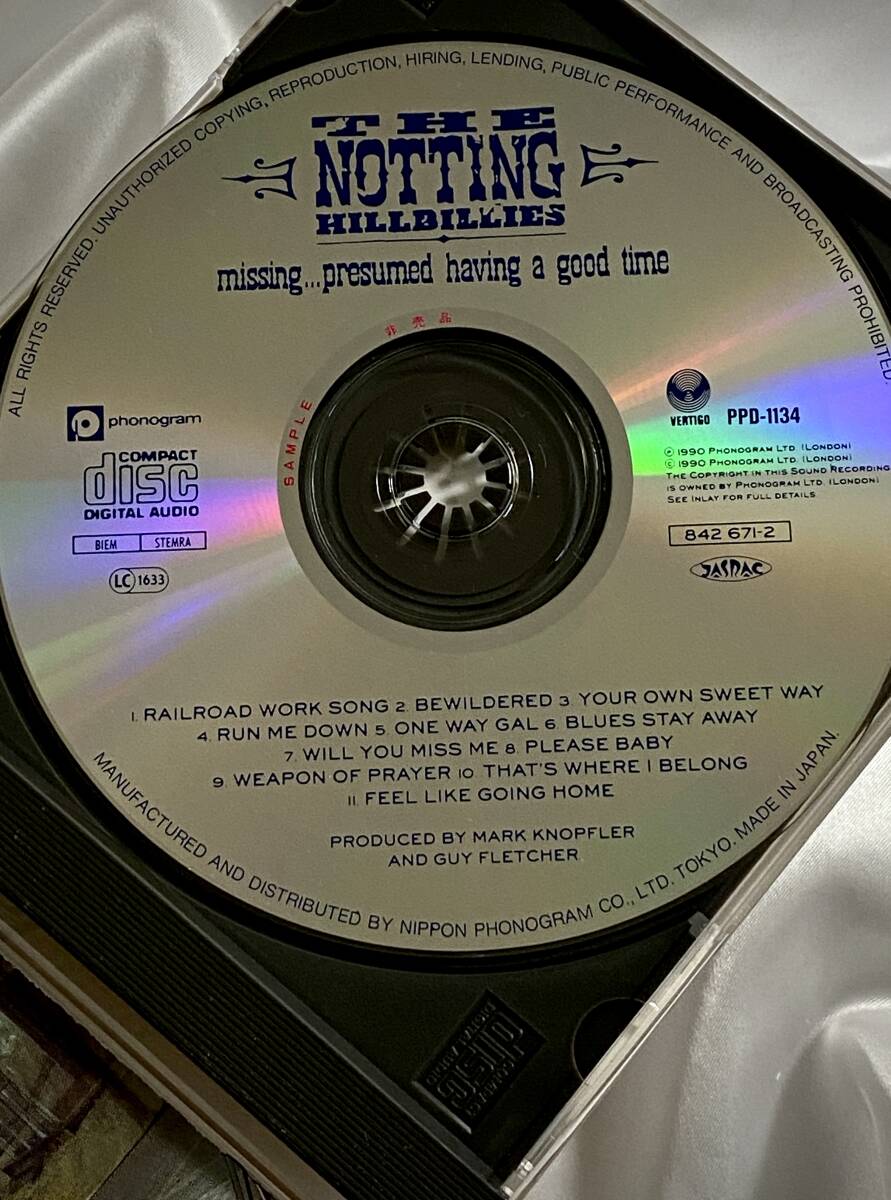 ALL RIGHTS RESERVED. UNAUTHORIZED COPYING, REPRODUCTION, HIRING, LENDING, PUBLIC PERFORMANCE AND BROADCASTING PROHIBITED.
THE
NOTTING
HILLBILLIES
missing...presumed having a good time
非売品
SAMPLE
phonogram
COMPACT
disc
DIGITAL AUDIO
BIEM STEMRA
LC 1633
VERTIGO PPD-1134
Ⓟ 1990 PHONOGRAM LTD. (LONDON)
© 1990 PHONOGRAM LTD. (LONDON)
THE COPYRIGHT IN THIS SOUND RECORDING
IS OWNED BY PHONOGRAM LTD. (LONDON)
SEE INLAY FOR FULL DETAILS
842 671-2
JASRAC
1. RAILROAD WORK SONG 2. BEWILDERED 3. YOUR OWN SWEET WAY
4. RUN ME DOWN 5. ONE WAY GAL 6. BLUES STAY AWAY
7. WILL YOU MISS ME 8. PLEASE BABY
9. WEAPON OF PRAYER 10. THAT'S WHERE I BELONG
11. FEEL LIKE GOING HOME
PRODUCED BY MARK KNOPFLER
AND GUY FLETCHER
MANUFACTURED AND DISTRIBUTED BY NIPPON PHONOGRAM CO., LTD. TOKYO. MADE IN JAPAN.
COMPACT
disc
DIGITAL AUDIO